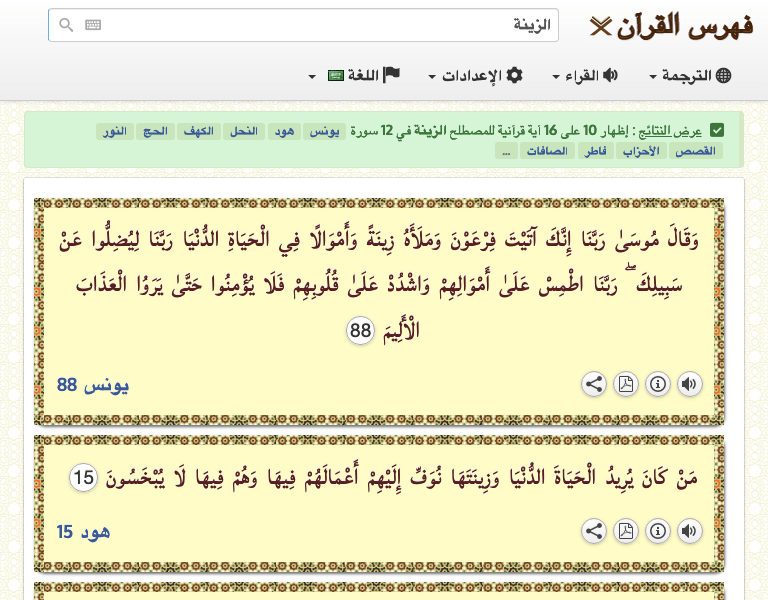 فهرس القرآن
الزينة
الترجمة القراء الإعدادات اللغة
عرض النتائج : إظهار 10 على 16 آية قرآنية للمصطلح الزينة في 12 سورة يونس هود النحل الكهف الحج النور
القصص الأحزاب فاطر الصافات ...
وَقَالَ مُوسَىٰ رَبَّنَا إِنَّكَ آتَيْتَ فِرْعَوْنَ وَمَلَأَهُ زِينَةً وَأَمْوَالًا فِي الْحَيَاةِ الدُّنْيَا رَبَّنَا لِيُضِلُّوا عَنْ
سَبِيلِكَ ۖ رَبَّنَا اطْمِسْ عَلَىٰ أَمْوَالِهِمْ وَاشْدُدْ عَلَىٰ قُلُوبِهِمْ فَلَا يُؤْمِنُوا حَتَّىٰ يَرَوُا الْعَذَابَ
الْأَلِيمَ 88
يونس 88
مَنْ كَانَ يُرِيدُ الْحَيَاةَ الدُّنْيَا وَزِينَتَهَا نُوَفِّ إِلَيْهِمْ أَعْمَالَهُمْ فِيهَا وَهُمْ فِيهَا لَا يُبْخَسُونَ 15
هود 15